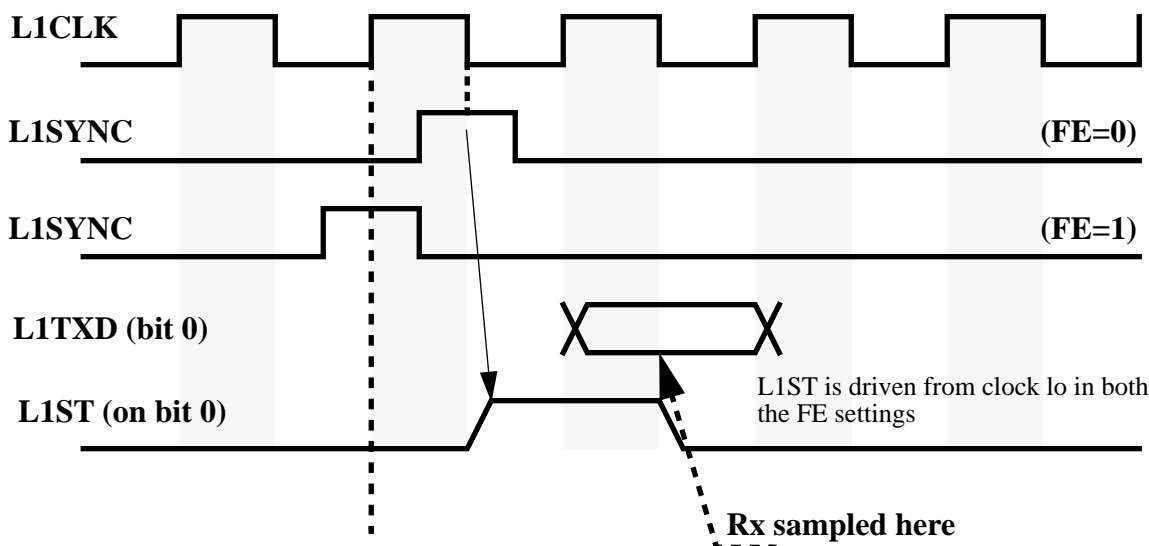 L1CLK
L1SYNC
(FE=0)
L1SYNC
(FE=1)
L1TXD (bit 0)
L1ST (on bit 0)
L1ST is driven from clock lo in both
the FE settings
Rx sampled here